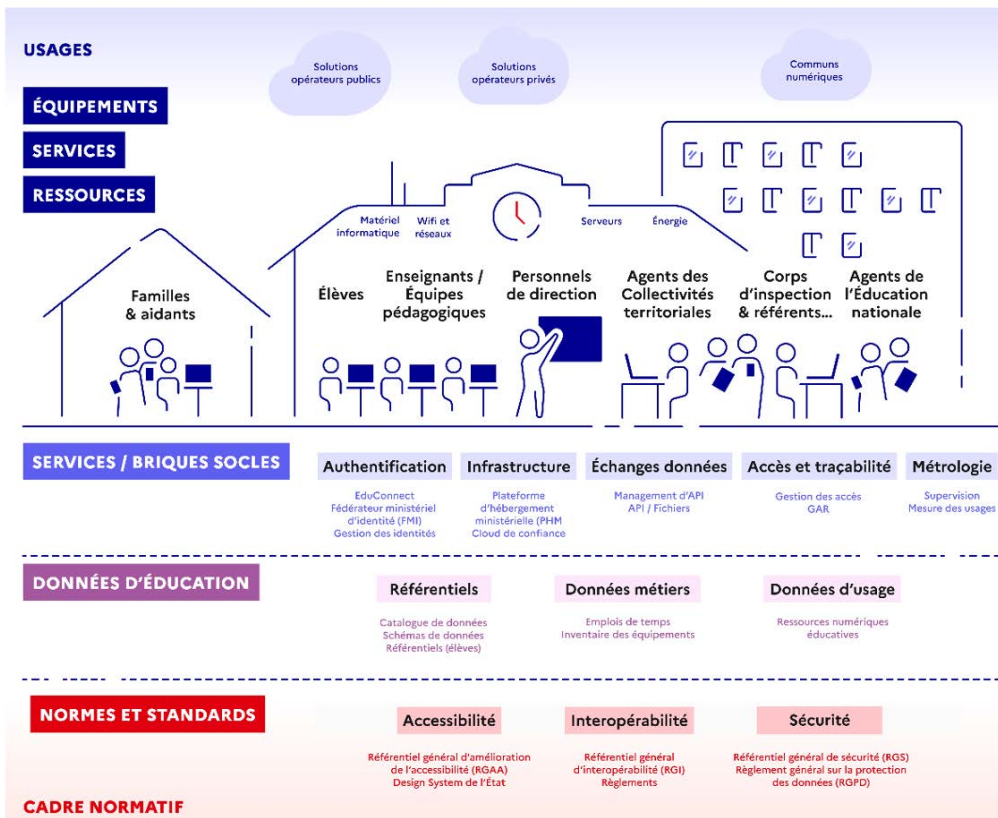 USAGES
Solutions
opérateurs publics
Solutions
opérateurs privés
Communs
numériques
ÉQUIPEMENTS
SERVICES
RESSOURCES
Matériel
informatique
Wifi et
réseaux
Serveurs
Énergie
Familles
& aidants
Élèves
Enseignants /
Équipes
pédagogiques
Personnels
de direction
Agents des
Collectivités
territoriales
Corps
d'inspection
& référents...
Agents de
l'Éducation
nationale
SERVICES / BRIQUES SOCLES
Authentification
EduConnect
Fédérateur ministériel
d'identité (FMI)
Gestion des identités
Infrastructure
Plateforme
d'hébergement
ministérielle (PHM
Cloud de confiance
Échanges données
Management d'API
API / Fichiers
Accès et traçabilité
Gestion des accès
GAR
Métrologie
Supervision
Mesure des usages
DONNÉES D'ÉDUCATION
Référentiels
Catalogue de données
Schémas de données
Référentiels (élèves)
Données métiers
Emplois de temps
Inventaire des équipements
Données d'usage
Ressources numériques
éducatives
NORMES ET STANDARDS
Accessibilité
Référentiel général d'amélioration
de l'accessibilité (RGAA)
Design System de l'État
Interopérabilité
Référentiel général
d'interopérabilité (RGI)
Règlements
Sécurité
Référentiel général de sécurité (RGS)
Règlement général sur la protection
des données (RGPD)
CADRE NORMATIF